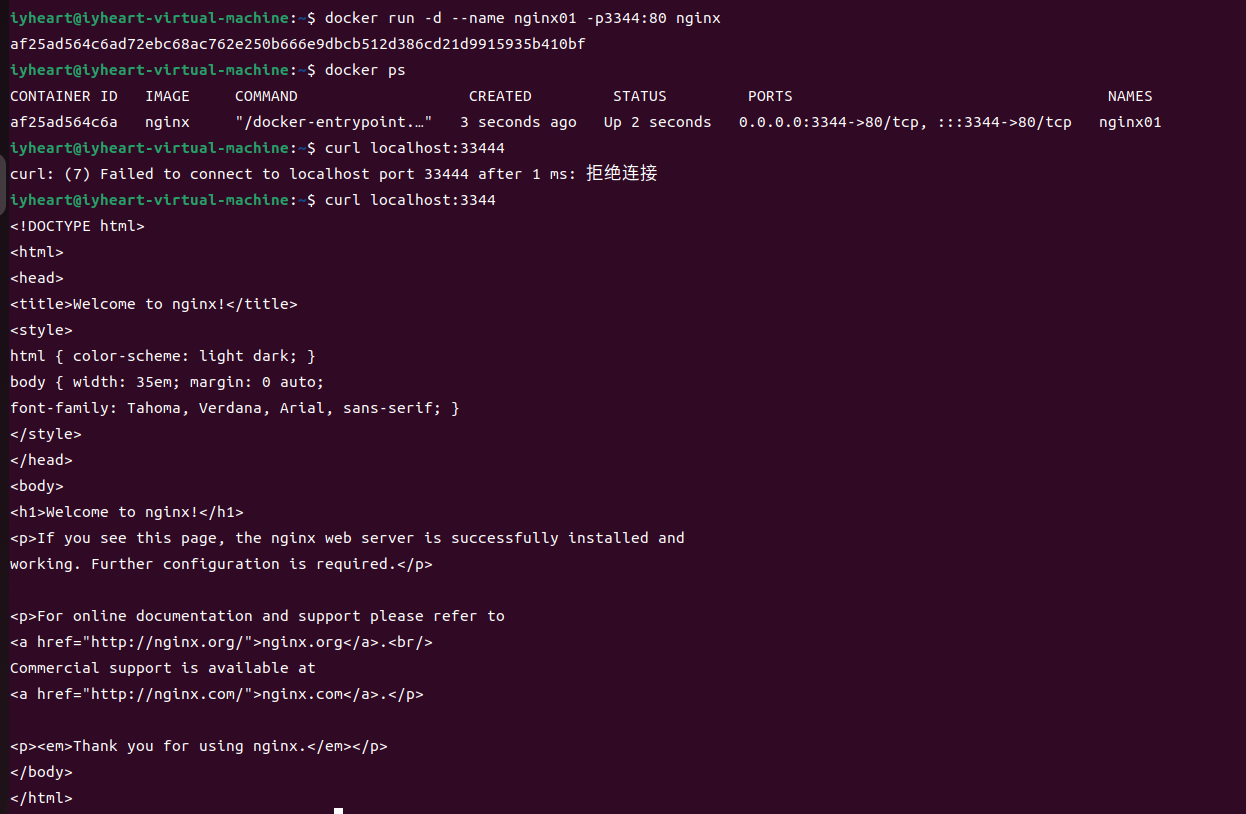 iyheart@iyheart-virtual-machine:~$ docker run -d --name nginx01 -p3344:80 nginx
af25ad564c6ad72ebc68ac762e250b666e9dbcb512d386cd21d9915935b410bf
iyheart@iyheart-virtual-machine:~$ docker ps
CONTAINER ID   IMAGE     COMMAND                   CREATED         STATUS         PORTS                                   NAMES
af25ad564c6a   nginx     "/docker-entrypoint.…"   3 seconds ago   Up 2 seconds   0.0.0.0:3344->80/tcp, :::3344->80/tcp   nginx01
iyheart@iyheart-virtual-machine:~$ curl localhost:33444
curl: (7) Failed to connect to localhost port 33444 after 1 ms: 拒绝连接
iyheart@iyheart-virtual-machine:~$ curl localhost:3344
<!DOCTYPE html>
<html>
<head>
<title>Welcome to nginx!</title>
<style>
html { color-scheme: light dark; }
body { width: 35em; margin: 0 auto;
font-family: Tahoma, Verdana, Arial, sans-serif; }
</style>
</head>
<body>
<h1>Welcome to nginx!</h1>
<p>If you see this page, the nginx web server is successfully installed and
working. Further configuration is required.</p>

<p>For online documentation and support please refer to
<a href="http://nginx.org/">nginx.org</a>.<br/>
Commercial support is available at
<a href="http://nginx.com/">nginx.com</a>.</p>

<p><em>Thank you for using nginx.</em></p>
</body>
</html>